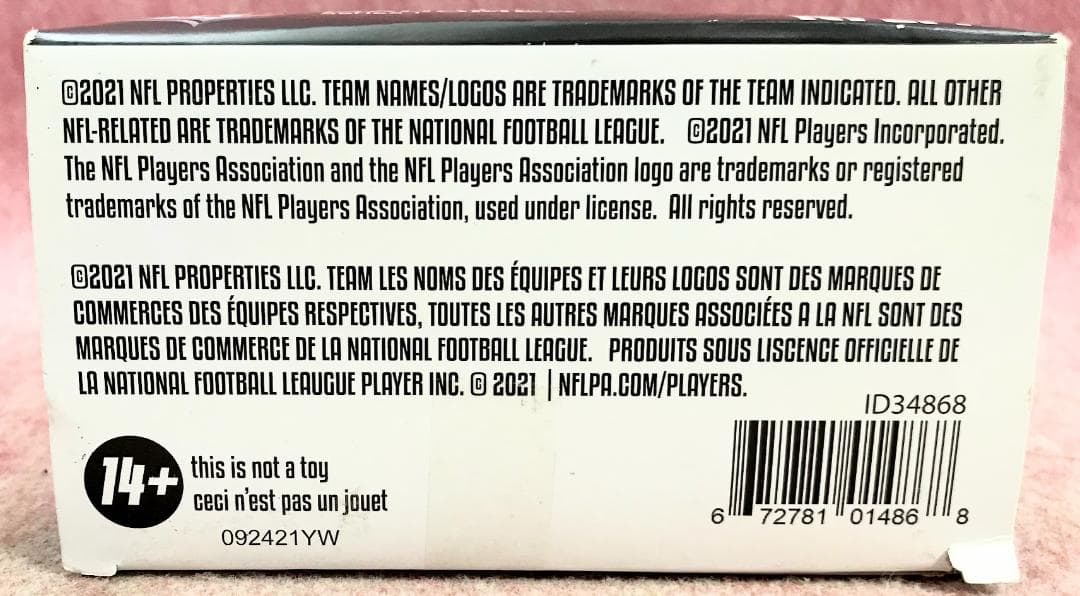 ©2021 NFL PROPERTIES LLC. TEAM NAMES/LOGOS ARE TRADEMARKS OF THE TEAM INDICATED. ALL OTHER
NFL-RELATED ARE TRADEMARKS OF THE NATIONAL FOOTBALL LEAGUE. ©2021 NFL Players Incorporated.
The NFL Players Association and the NFL Players Association logo are trademarks or registered
trademarks of the NFL Players Association, used under license. All rights reserved.
©2021 NFL PROPERTIES LLC. TEAM LES NOMS DES ÉQUIPES ET LEURS LOGOS SONT DES MARQUES DE
COMMERCES DES ÉQUIPES RESPECTIVES, TOUTES LES AUTRES MARQUES ASSOCIÉES A LA NFL SONT DES
MARQUES DE COMMERCE DE LA NATIONAL FOOTBALL LEAGUE. PRODUITS SOUS LISCENCE OFFICIELLE DE
LA NATIONAL FOOTBALL LEAUGUE PLAYER INC. © 2021 | NFLPA.COM/PLAYERS.
ID34868
14+
this is not a toy
ceci n'est pas un jouet
092421YW
6 72781 01486 8